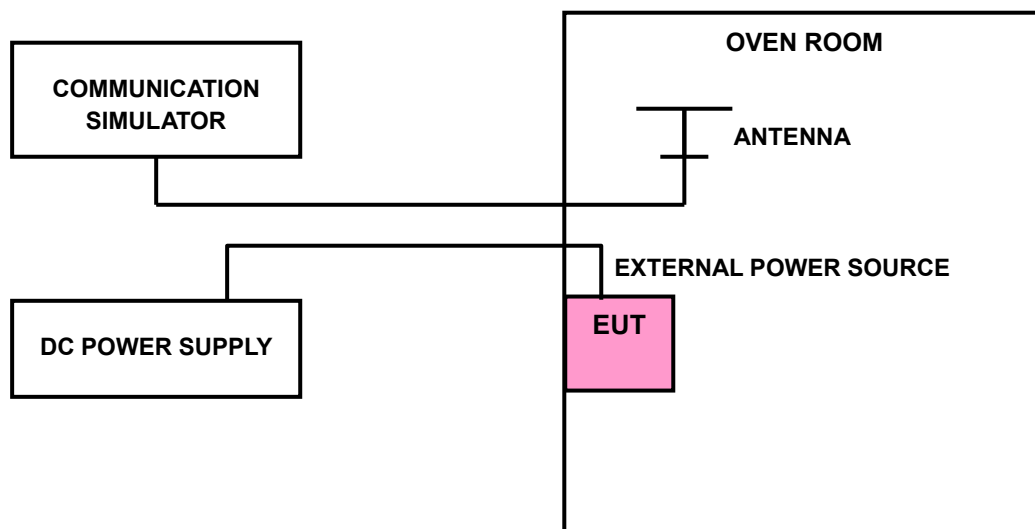 OVEN ROOM
COMMUNICATION
SIMULATOR
ANTENNA
EXTERNAL POWER SOURCE
EUT
DC POWER SUPPLY